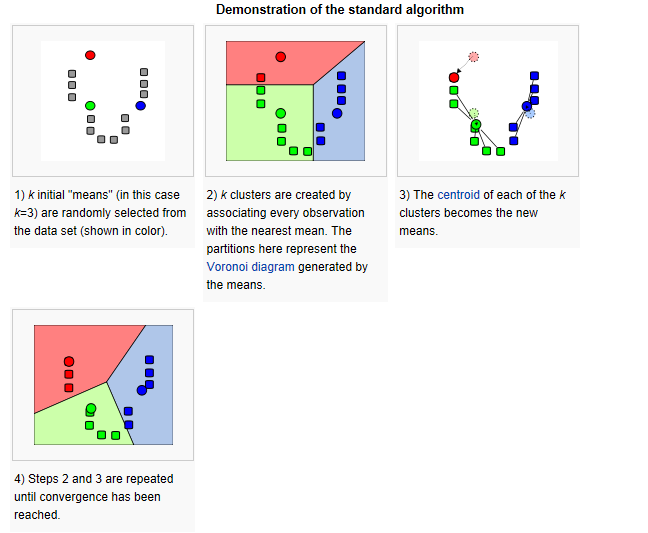 Demonstration of the standard algorithm
1) k initial "means" (in this case
k=3) are randomly selected from
the data set (shown in color).
2) k clusters are created by
associating every observation
with the nearest mean. The
partitions here represent the
Voronoi diagram generated by
the means.
3) The centroid of each of the k
clusters becomes the new
means.
4) Steps 2 and 3 are repeated
until convergence has been
reached.